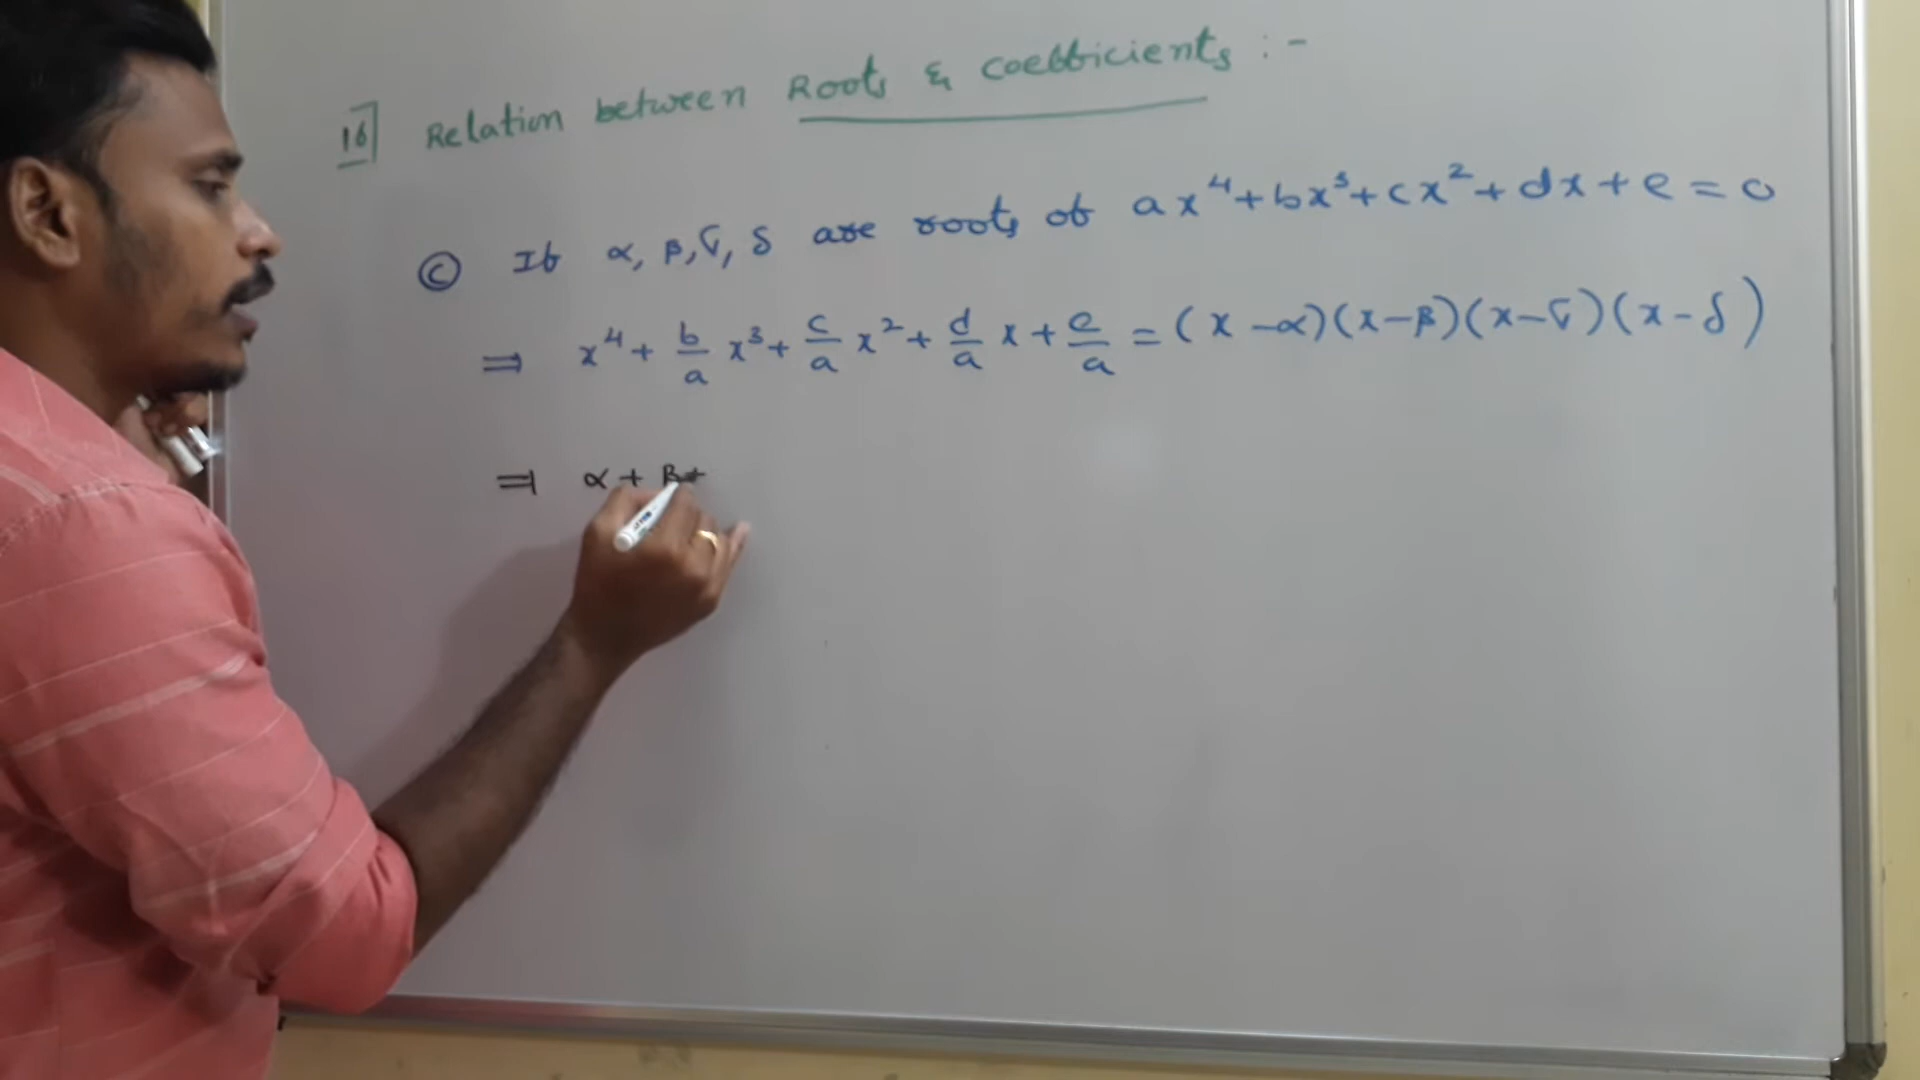 16] Relation between Roots & coefficients :-
Ⓒ If α, β, γ, δ are roots of ax⁴+bx³+cx²+dx+e=0
⇒ x⁴ + b/a x³ + c/a x² + d/a x + e/a = (x-α)(x-β)(x-γ)(x-δ)
⇒ α + β +